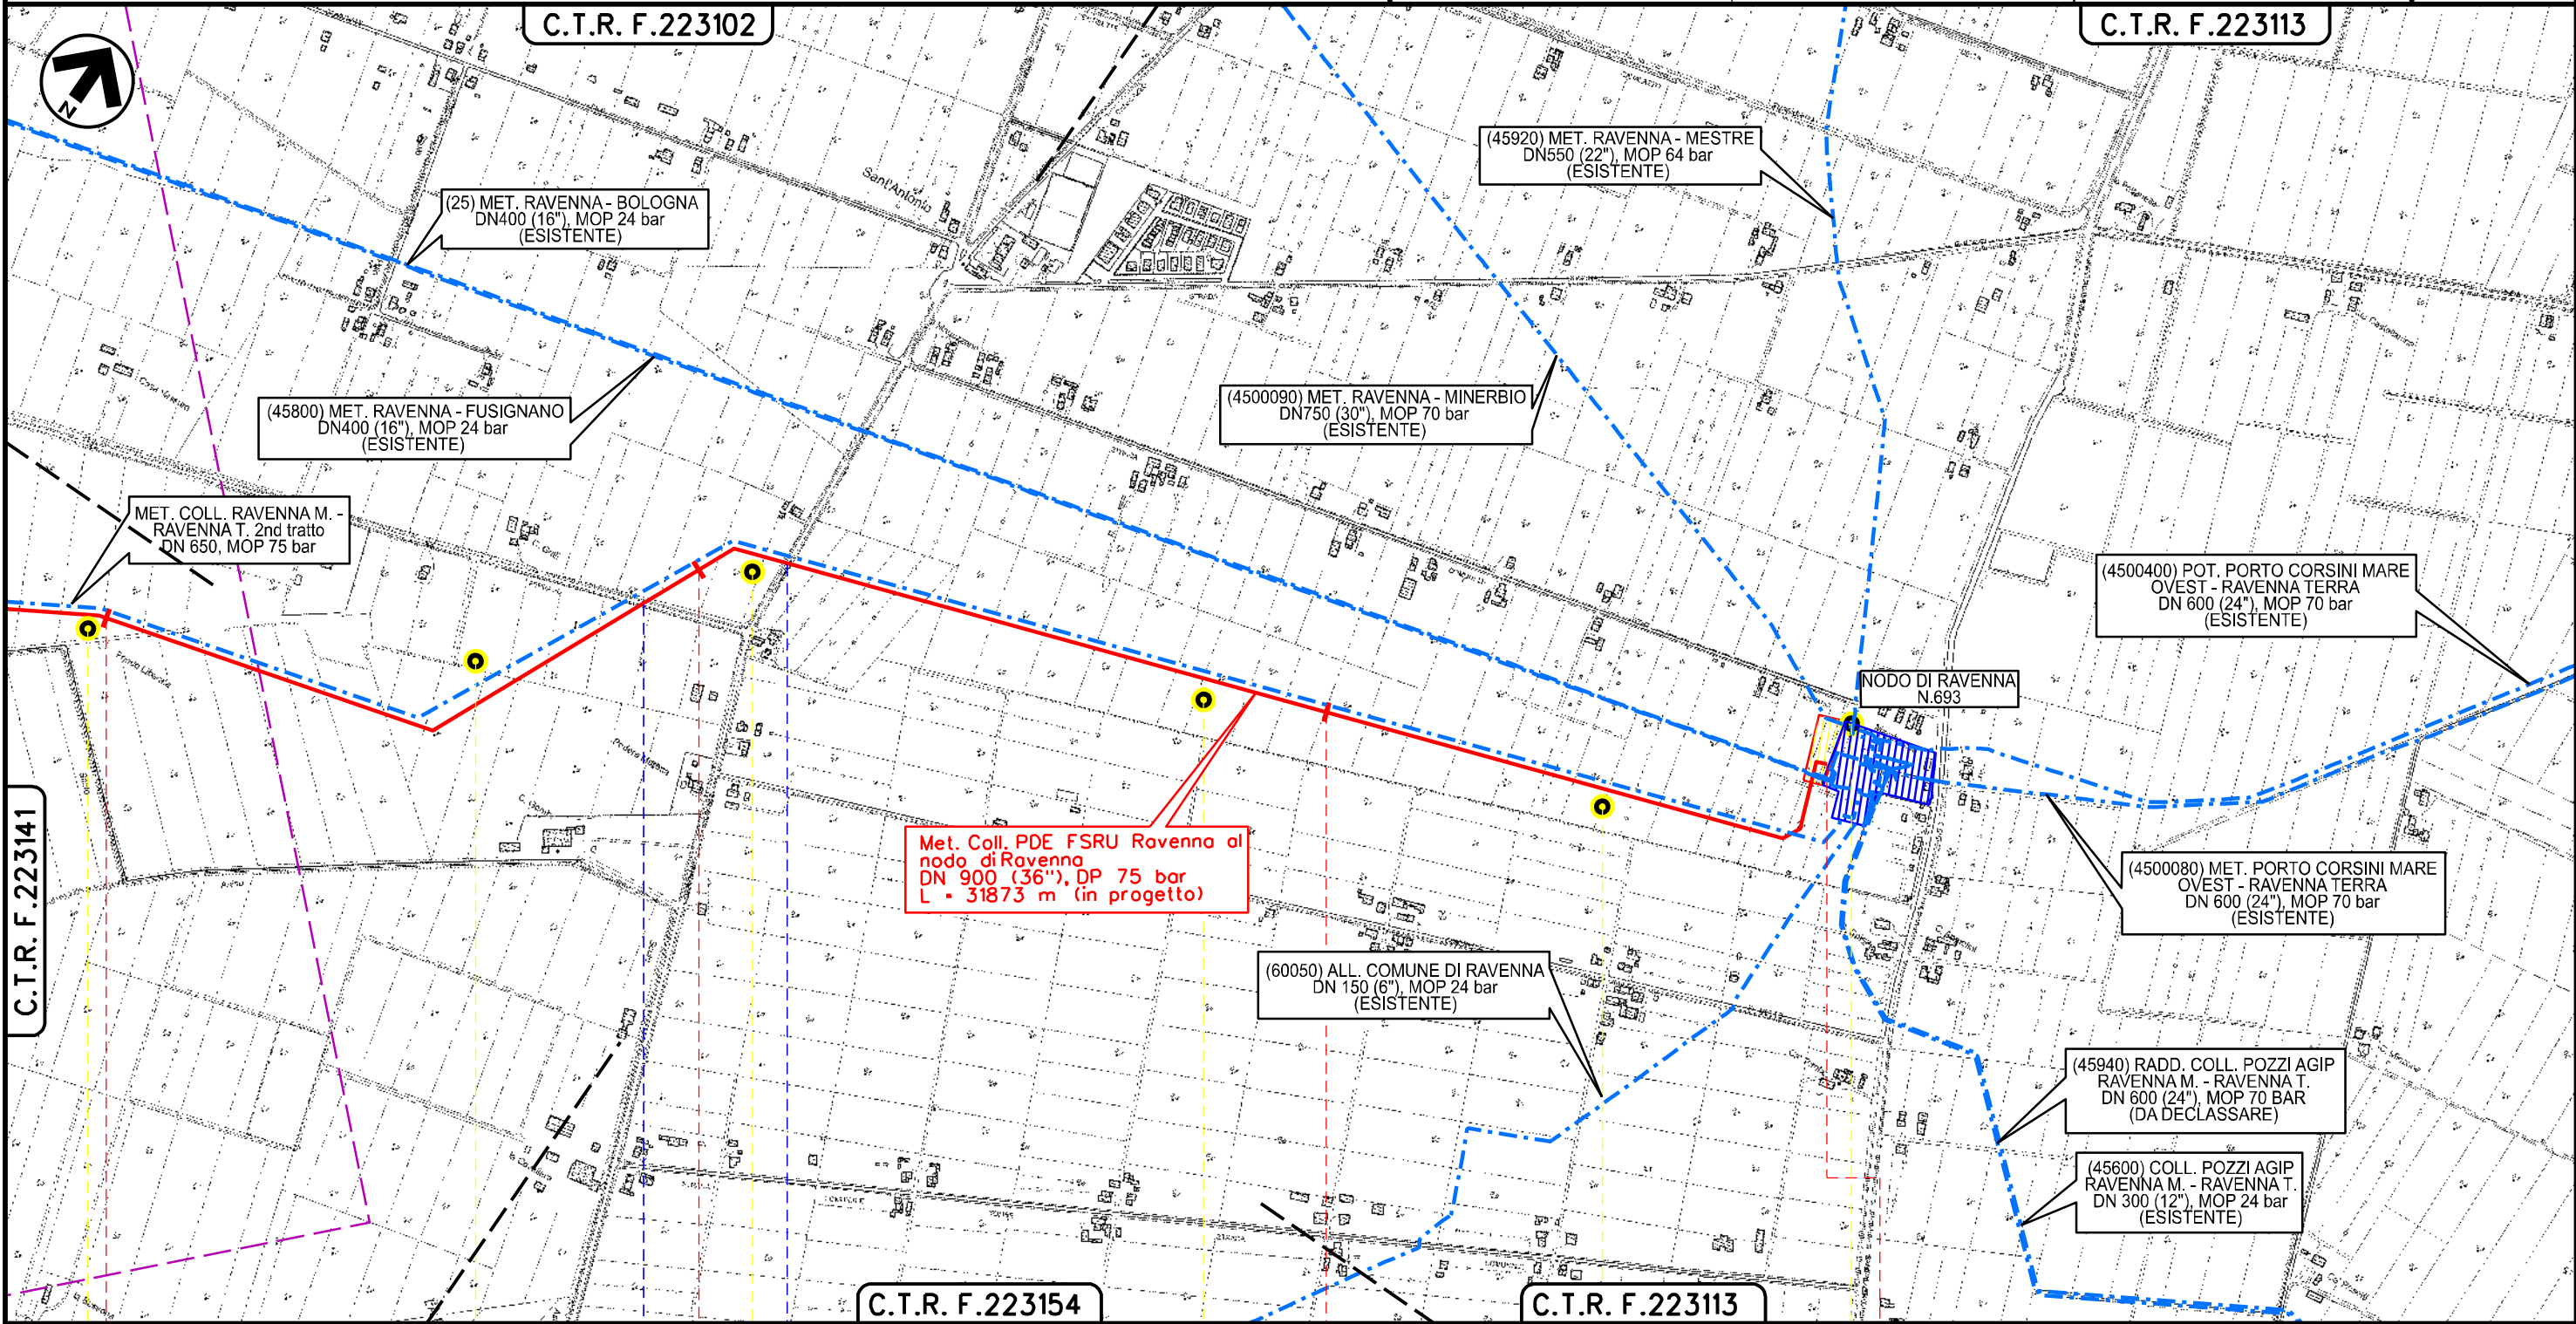 C.T.R. F.223102
C.T.R. F.223113
N
(25) MET. RAVENNA - BOLOGNA
DN400 (16"), MOP 24 bar
(ESISTENTE)
Sant'Antonio
(45920) MET. RAVENNA - MESTRE
DN550 (22"), MOP 64 bar
(ESISTENTE)
(45800) MET. RAVENNA - FUSIGNANO
DN400 (16"), MOP 24 bar
(ESISTENTE)
(4500090) MET. RAVENNA - MINERBIO
DN750 (30"), MOP 70 bar
(ESISTENTE)
MET. COLL. RAVENNA M. -
RAVENNA T. 2nd tratto
DN 650, MOP 75 bar
(4500400) POT. PORTO CORSINI MARE
OVEST - RAVENNA TERRA
DN 600 (24"), MOP 70 bar
(ESISTENTE)
NODO DI RAVENNA
N.693
Met. Coll. PDE FSRU Ravenna al
nodo di Ravenna
DN 900 (36''), DP 75 bar
L = 31873 m (in progetto)
C.T.R. F.223141
(4500080) MET. PORTO CORSINI MARE
OVEST - RAVENNA TERRA
DN 600 (24"), MOP 70 bar
(ESISTENTE)
(60050) ALL. COMUNE DI RAVENNA
DN 150 (6"), MOP 24 bar
(ESISTENTE)
(45940) RADD. COLL. POZZI AGIP
RAVENNA M. - RAVENNA T.
DN 600 (24"), MOP 70 BAR
(DA DECLASSARE)
(45600) COLL. POZZI AGIP
RAVENNA M. - RAVENNA T.
DN 300 (12"), MOP 24 bar
(ESISTENTE)
C.T.R. F.223154
C.T.R. F.223113